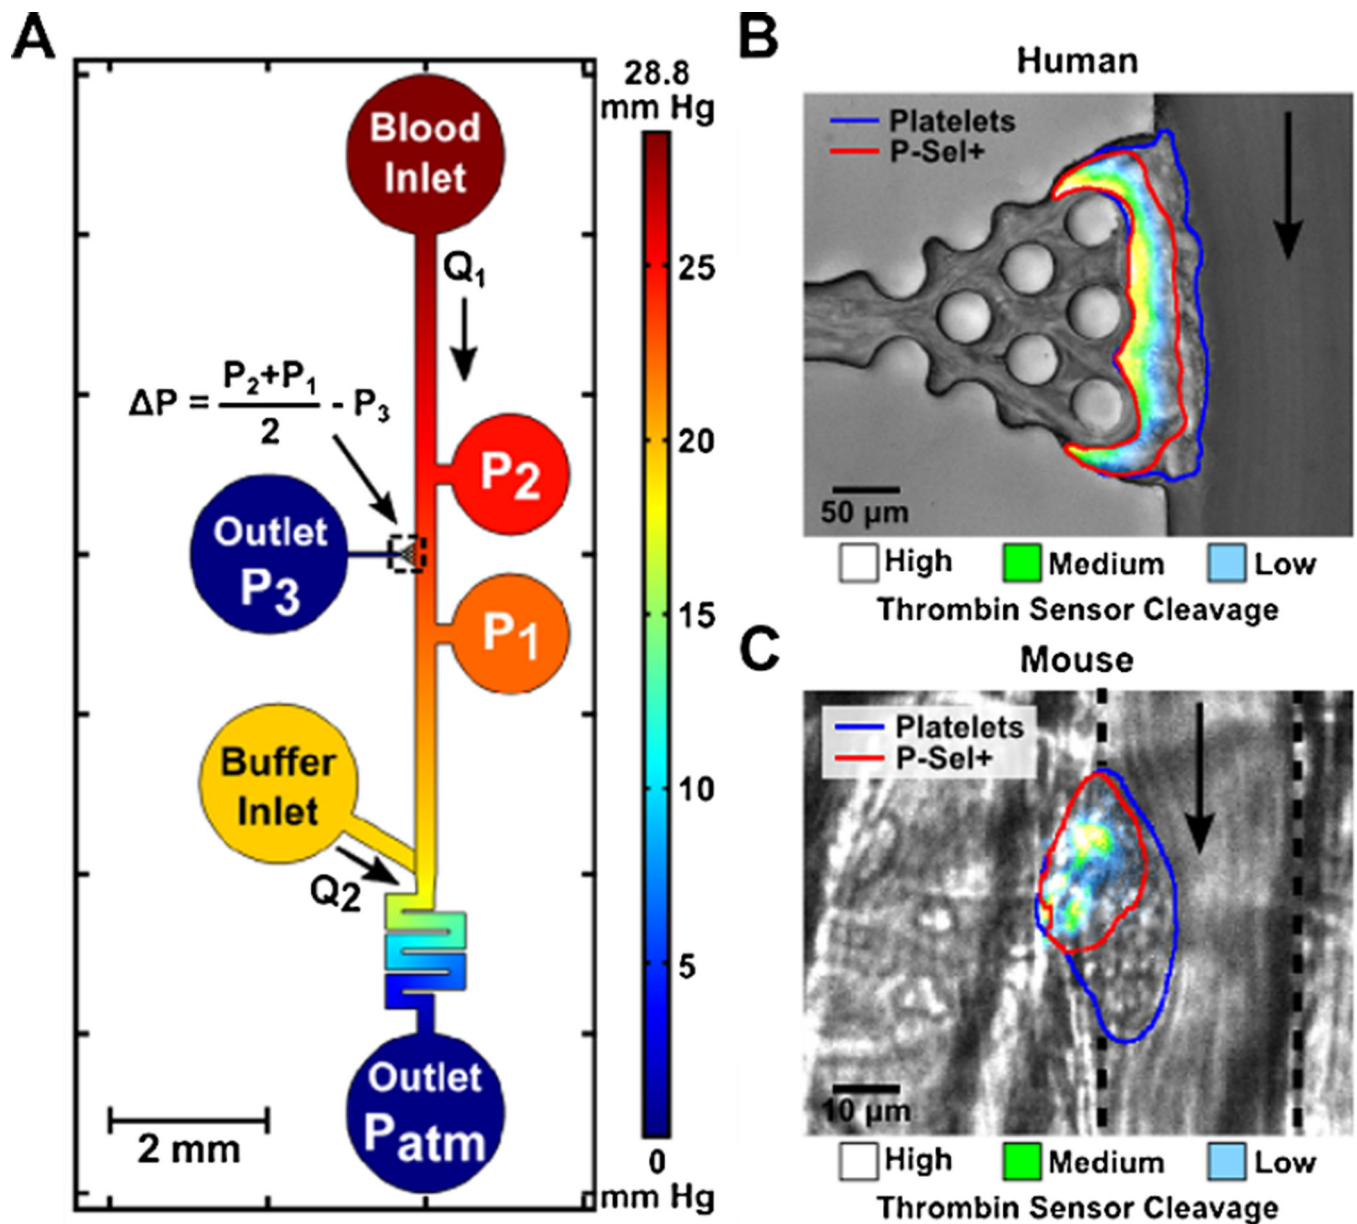 A
Blood
Inlet
Q1
ΔP = P2+P1 / 2 - P3
P2
Outlet
P3
P1
Buffer
Inlet
Q2
Outlet
Patm
2 mm
28.8
mm Hg
25
20
15
10
5
0
mm Hg
B
Human
Platelets
P-Sel+
50 µm
High Medium Low
Thrombin Sensor Cleavage
C
Mouse
Platelets
P-Sel+
10 µm
High Medium Low
Thrombin Sensor Cleavage